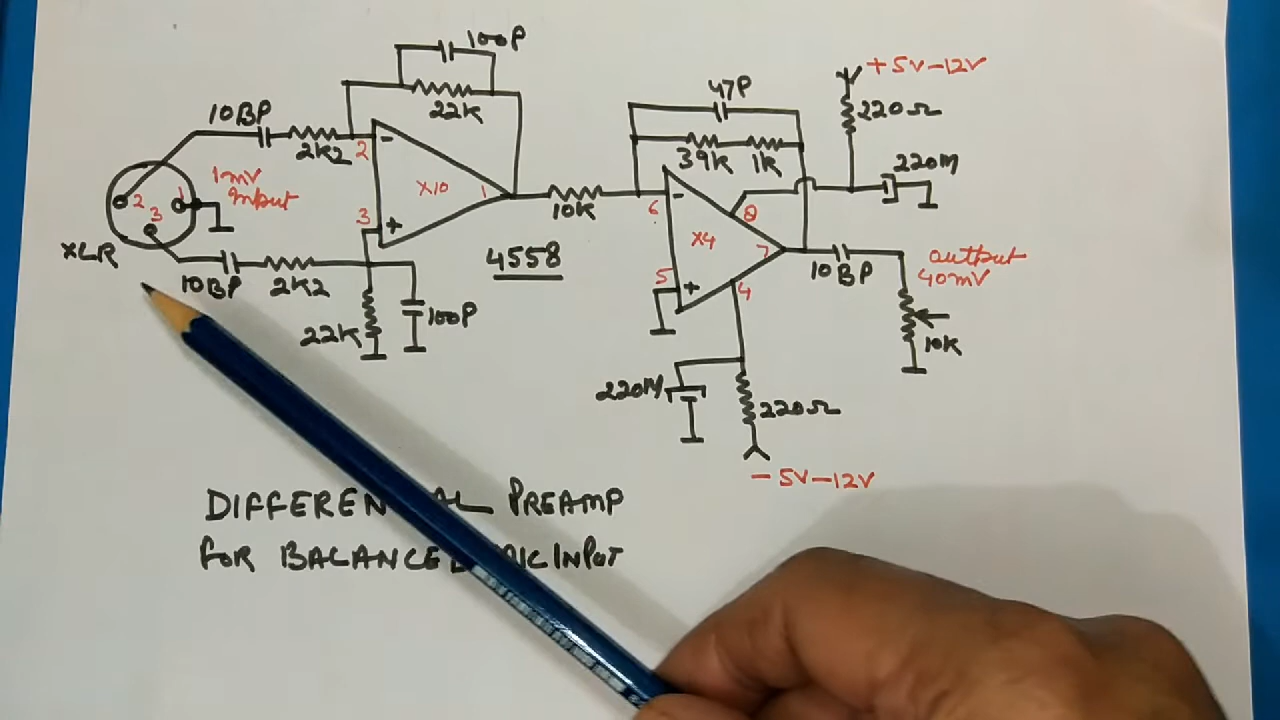 100P
22K
10BP
2K2
2
1
3
1mV
Input
XLR
2
3
1
X10
+
-
10BP
2K2
22K
100P
4558
10K
47P
39K
1K
6
5
X4
8
7
4
-
+
+5V-12V
220Ω
220M
10BP
output
40mV
10K
220M
220Ω
-5V-12V
DIFFEREN AL PREAMP
FOR BALANCE IC INPUT